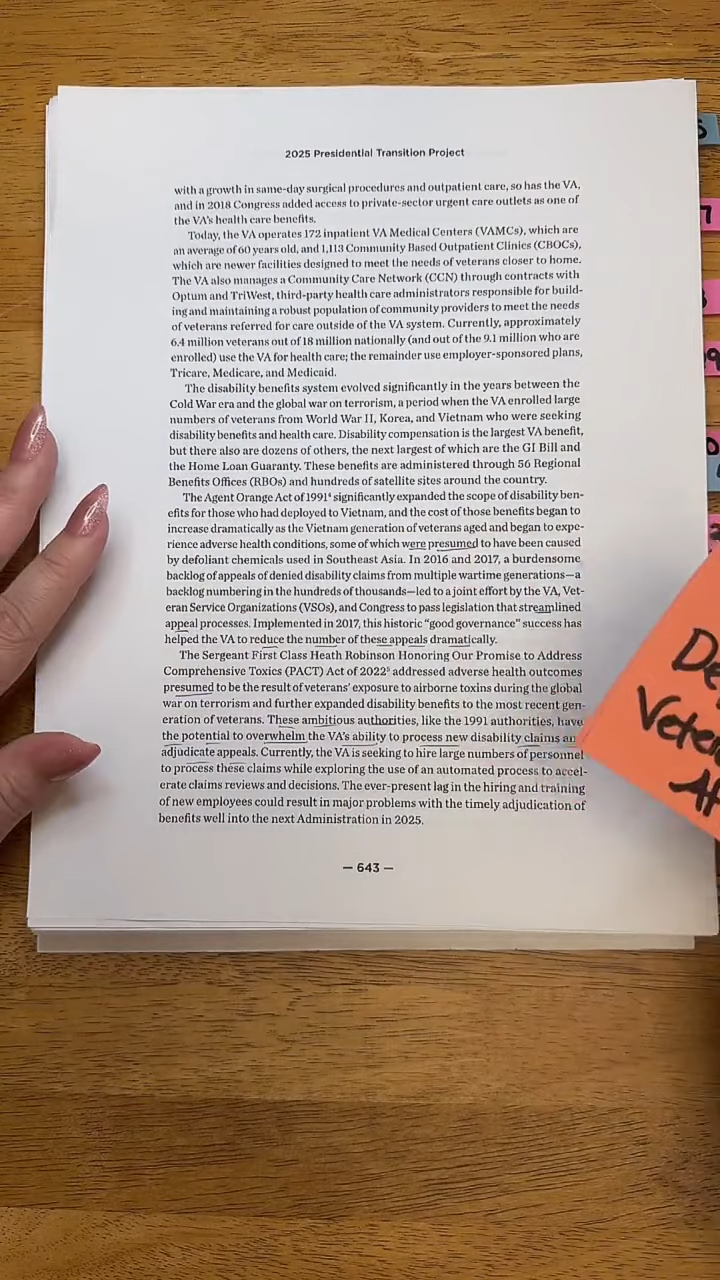 2025 Presidential Transition Project
with a growth in same-day surgical procedures and outpatient care, so has the VA,
and in 2018 Congress added access to private-sector urgent care outlets as one of
the VA's health care benefits.
Today, the VA operates 172 inpatient VA Medical Centers (VAMCs), which are
an average of 60 years old, and 1,113 Community Based Outpatient Clinics (CBOCs),
which are newer facilities designed to meet the needs of veterans closer to home.
The VA also manages a Community Care Network (CCN) through contracts with
Optum and TriWest, third-party health care administrators responsible for build-
ing and maintaining a robust population of community providers to meet the needs
of veterans referred for care outside of the VA system. Currently, approximately
6.4 million veterans out of 18 million nationally (and out of the 9.1 million who are
enrolled) use the VA for health care; the remainder use employer-sponsored plans,
Tricare, Medicare, and Medicaid.
The disability benefits system evolved significantly in the years between the
Cold War era and the global war on terrorism, a period when the VA enrolled large
numbers of veterans from World War II, Korea, and Vietnam who were seeking
disability benefits and health care. Disability compensation is the largest VA benefit,
but there also are dozens of others, the next largest of which are the GI Bill and
the Home Loan Guaranty. These benefits are administered through 56 Regional
Benefits Offices (RBOs) and hundreds of satellite sites around the country.
The Agent Orange Act of 1991⁴ significantly expanded the scope of disability ben-
efits for those who had deployed to Vietnam, and the cost of those benefits began to
increase dramatically as the Vietnam generation of veterans aged and began to expe-
rience adverse health conditions, some of which were presumed to have been caused
by defoliant chemicals used in Southeast Asia. In 2016 and 2017, a burdensome
backlog of appeals of denied disability claims from multiple wartime generations—a
backlog numbering in the hundreds of thousands—led to a joint effort by the VA, Vet-
eran Service Organizations (VSOs), and Congress to pass legislation that streamlined
appeal processes. Implemented in 2017, this historic "good governance" success has
helped the VA to reduce the number of these appeals dramatically.
The Sergeant First Class Heath Robinson Honoring Our Promise to Address
Comprehensive Toxics (PACT) Act of 2022⁵ addressed adverse health outcomes
presumed to be the result of veterans' exposure to airborne toxins during the global
war on terrorism and further expanded disability benefits to the most recent gen-
eration of veterans. These ambitious authorities, like the 1991 authorities, have
the potential to overwhelm the VA's ability to process new disability claims an
adjudicate appeals. Currently, the VA is seeking to hire large numbers of personnel
to process these claims while exploring the use of an automated process to accel-
erate claims reviews and decisions. The ever-present lag in the hiring and training
of new employees could result in major problems with the timely adjudication of
benefits well into the next Administration in 2025.
— 643 —
De
Veter
Af